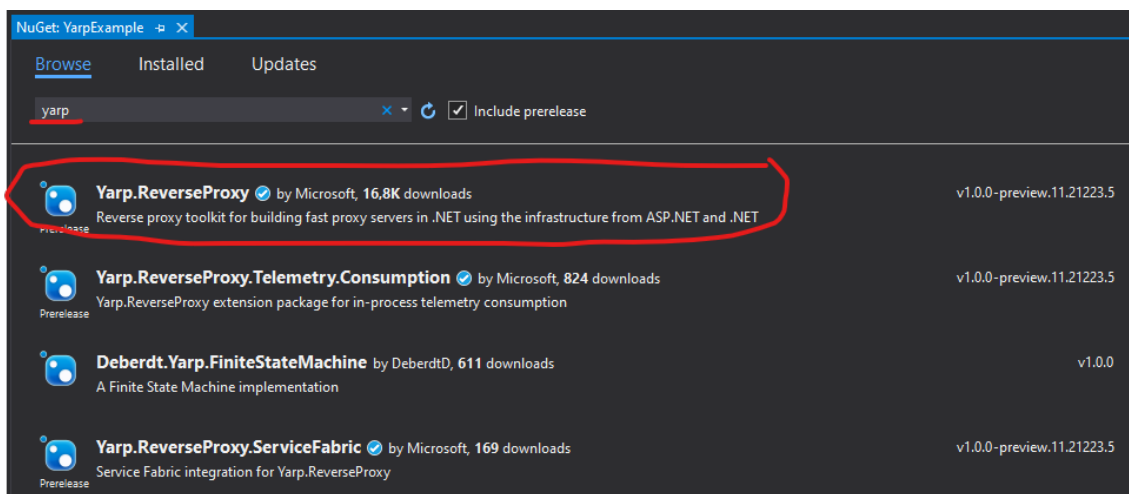 NuGet: YarpExample
Browse Installed Updates
yarp Include prerelease
Yarp.ReverseProxy by Microsoft, 16,8K downloads v1.0.0-preview.11.21223.5
Reverse proxy toolkit for building fast proxy servers in .NET using the infrastructure from ASP.NET and .NET
Prerelease
Yarp.ReverseProxy.Telemetry.Consumption by Microsoft, 824 downloads v1.0.0-preview.11.21223.5
Yarp.ReverseProxy extension package for in-process telemetry consumption
Prerelease
Deberdt.Yarp.FiniteStateMachine by DeberdtD, 611 downloads v1.0.0
A Finite State Machine implementation
Yarp.ReverseProxy.ServiceFabric by Microsoft, 169 downloads v1.0.0-preview.11.21223.5
Service Fabric integration for Yarp.ReverseProxy
Prerelease